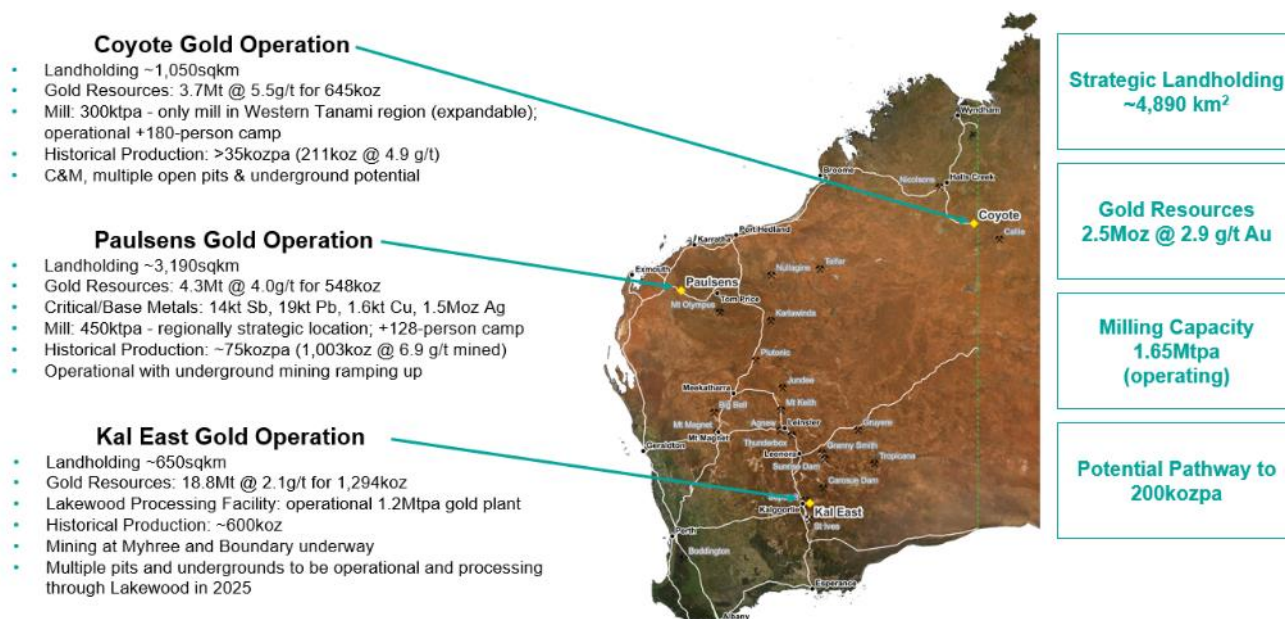 Coyote Gold Operation
• Landholding ~1,050sqkm
• Gold Resources: 3.7Mt @ 5.5g/t for 645koz
• Mill: 300ktpa - only mill in Western Tanami region (expandable);
operational +180-person camp
• Historical Production: >35kozpa (211koz @ 4.9 g/t)
• C&M, multiple open pits & underground potential
Paulsens Gold Operation
• Landholding ~3,190sqkm
• Gold Resources: 4.3Mt @ 4.0g/t for 548koz
• Critical/Base Metals: 14kt Sb, 19kt Pb, 1.6kt Cu, 1.5Moz Ag
• Mill: 450ktpa - regionally strategic location; +128-person camp
• Historical Production: ~75kozpa (1,003koz @ 6.9 g/t mined)
• Operational with underground mining ramping up
Kal East Gold Operation
• Landholding ~650sqkm
• Gold Resources: 18.8Mt @ 2.1g/t for 1,294koz
• Lakewood Processing Facility: operational 1.2Mtpa gold plant
• Historical Production: ~600koz
• Mining at Myhree and Boundary underway
• Multiple pits and undergrounds to be operational and processing
through Lakewood in 2025
Wyndham
Broome
Nicolsons
Halls Creek
Coyote
Callie
Port Hedland
Karratha
Exmouth
Nullagine
Telfer
Paulsens
Tom Price
Mt Olympus
Karlawinda
Plutonic
Jundee
Meekatharra
Big Bell
Mt Keith
Mt Magnet
Mt Magnet
Agnew
Leinster
Gruyere
Geraldton
Thunderbox
Granny Smith
Leonora
Sunrise Dam
Tropicana
Carosue Dam
Kalgoorlie
Kal East
St Ives
Perth
Boddington
Esperance
Albany
Strategic Landholding
~4,890 km²
Gold Resources
2.5Moz @ 2.9 g/t Au
Milling Capacity
1.65Mtpa
(operating)
Potential Pathway to
200kozpa